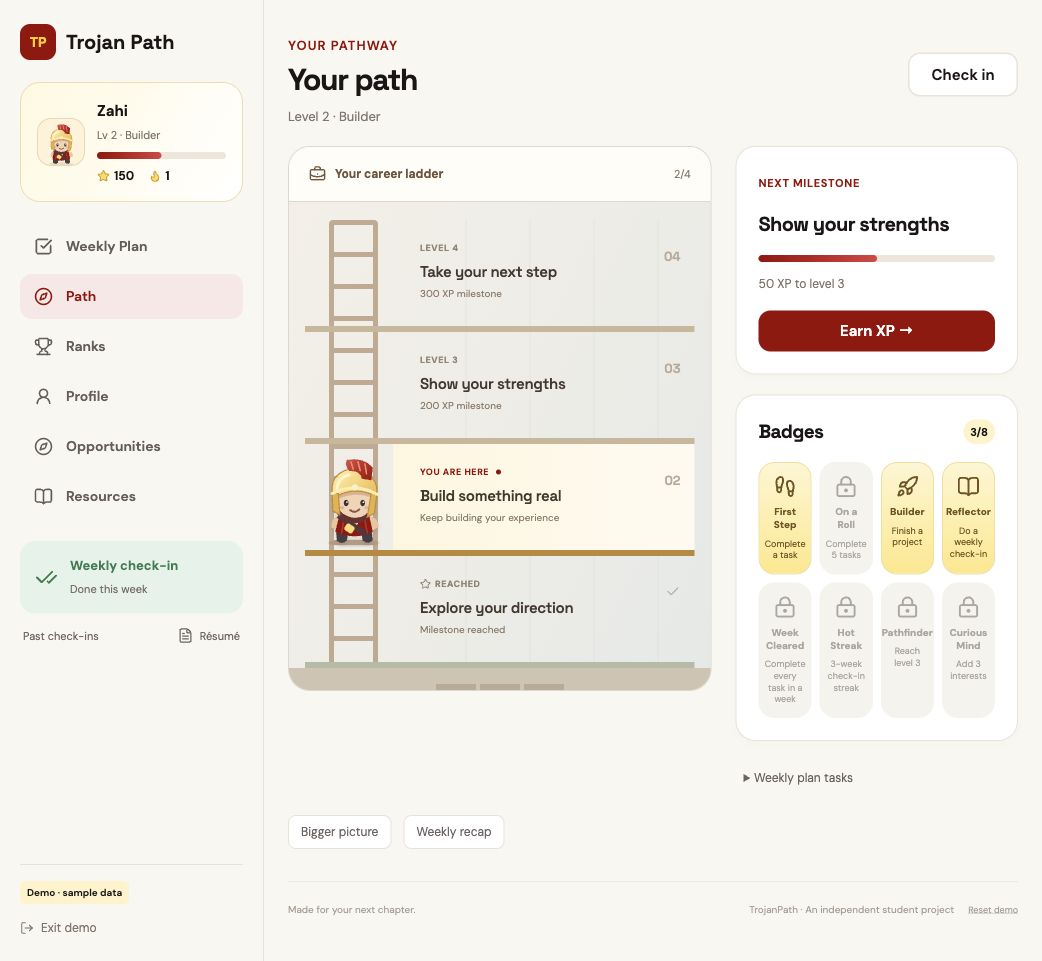 TP
Trojan Path
Zahi
Lv 2 · Builder
150 1
Weekly Plan
Path
Ranks
Profile
Opportunities
Resources
Weekly check-in
Done this week
Past check-ins
Résumé
Demo · sample data
Exit demo
YOUR PATHWAY
Your path
Level 2 · Builder
Check in
Your career ladder
2/4
LEVEL 4
Take your next step
300 XP milestone
04
LEVEL 3
Show your strengths
200 XP milestone
03
YOU ARE HERE
Build something real
Keep building your experience
02
REACHED
Explore your direction
Milestone reached
NEXT MILESTONE
Show your strengths
50 XP to level 3
Earn XP →
Badges
3/8
First
Step
Complete
a task
On a
Roll
Complete
5 tasks
Builder
Finish a
project
Reflector
Do a
weekly
check-in
Week
Cleared
Complete
every
task in a
week
Hot
Streak
3-week
check-in
streak
Pathfinder
Reach
level 3
Curious
Mind
Add 3
interests
Weekly plan tasks
Bigger picture
Weekly recap
Made for your next chapter.
TrojanPath · An independent student project
Reset demo